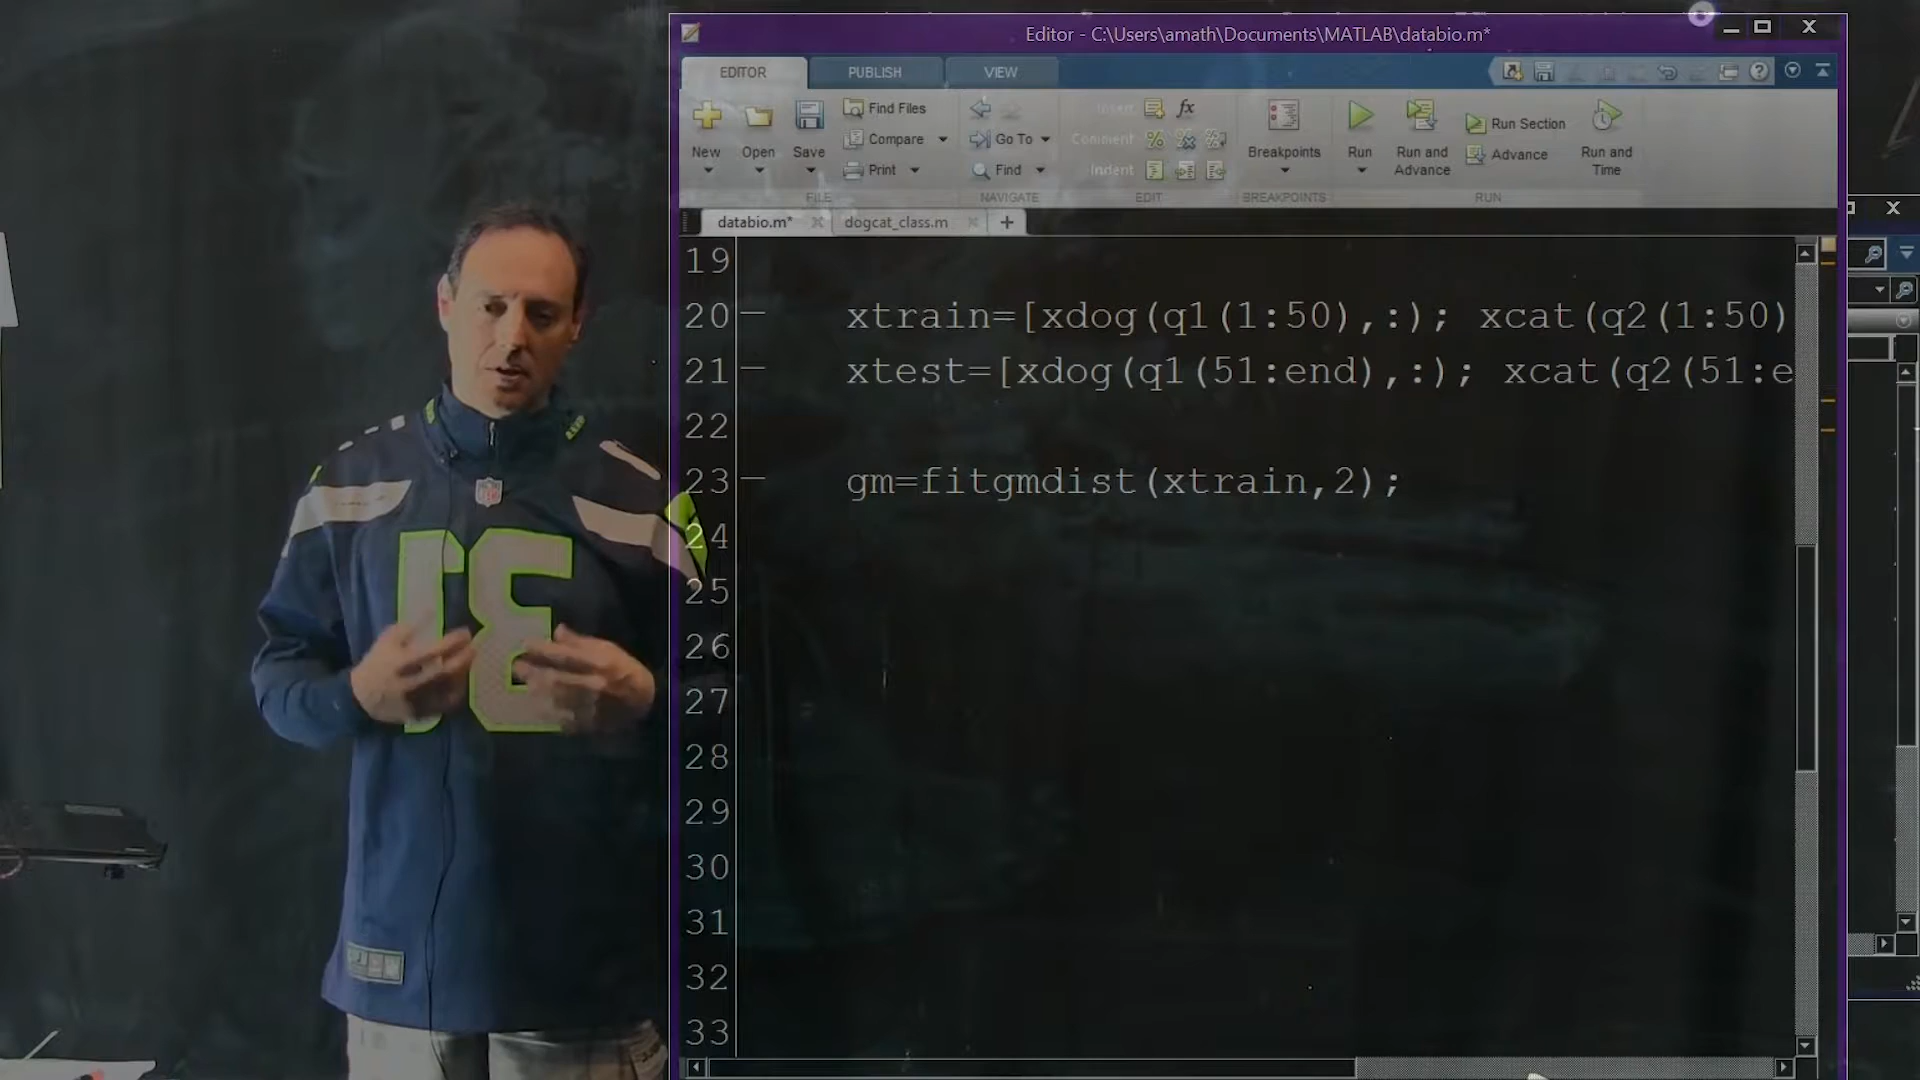 Editor - C:\Users\amath\Documents\MATLAB\databio.m*
EDITOR PUBLISH VIEW
New Open Save Find Files Compare Print
FILE
Go To Find
NAVIGATE
Insert fx Comment % Indent
EDIT
Breakpoints
BREAKPOINTS
Run Run and Advance Run Section Advance Run and Time
RUN
databio.m* dogcat_class.m +
19
20 — xtrain=[xdog(q1(1:50),:); xcat(q2(1:50)
21 — xtest=[xdog(q1(51:end),:); xcat(q2(51:e
22
23 — gm=fitgmdist(xtrain,2);
24
25
26
27
28
29
30
31
32
33
NFL